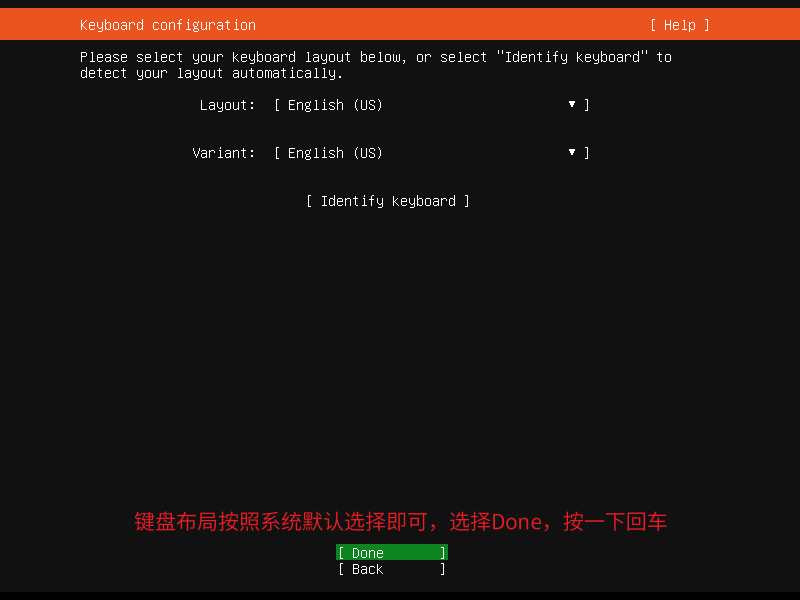 Keyboard configuration [ Help ]
Please select your keyboard layout below, or select "Identify keyboard" to
detect your layout automatically.
Layout: [ English (US) ▾ ]
Variant: [ English (US) ▾ ]
[ Identify keyboard ]
键盘布局按照系统默认选择即可，选择Done，按一下回车
[ Done ]
[ Back ]